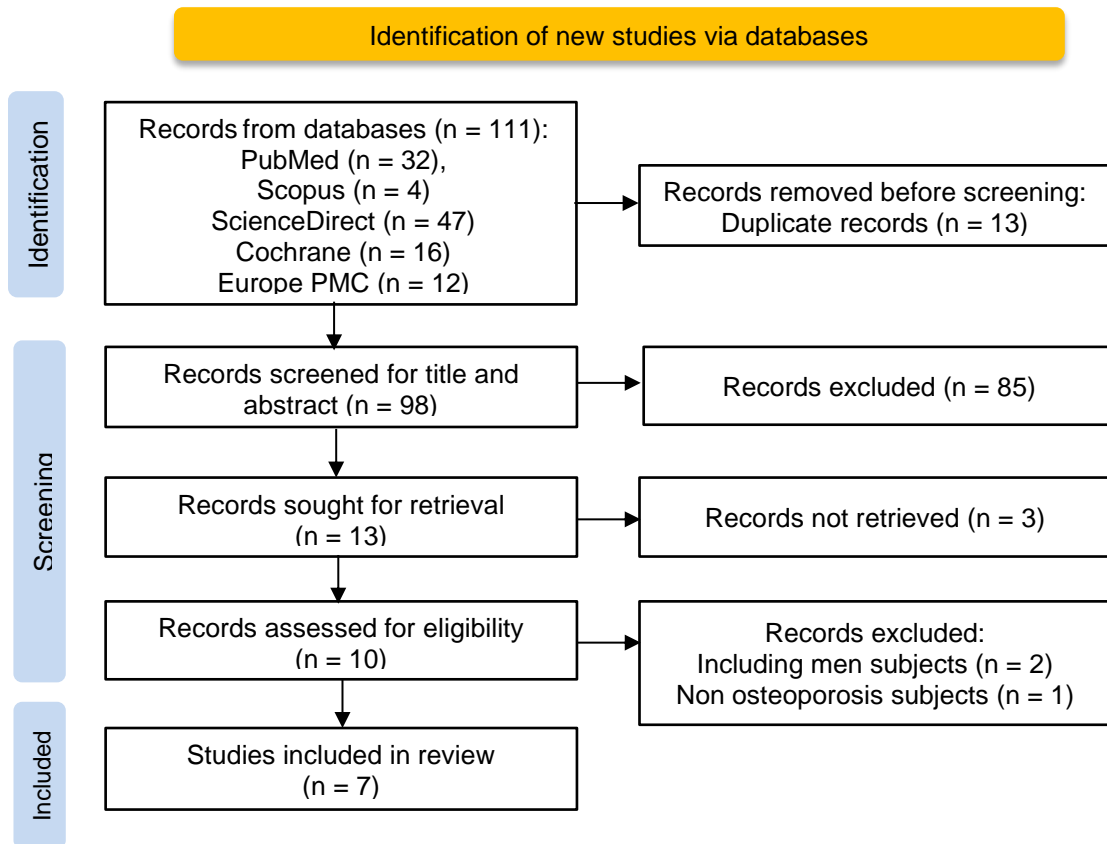 Identification of new studies via databases
Identification
Records from databases (n = 111):
PubMed (n = 32),
Scopus (n = 4)
ScienceDirect (n = 47)
Cochrane (n = 16)
Europe PMC (n = 12)
Records removed before screening:
Duplicate records (n = 13)
Screening
Records screened for title and
abstract (n = 98)
Records excluded (n = 85)
Records sought for retrieval
(n = 13)
Records not retrieved (n = 3)
Records assessed for eligibility
(n = 10)
Records excluded:
Including men subjects (n = 2)
Non osteoporosis subjects (n = 1)
Included
Studies included in review
(n = 7)